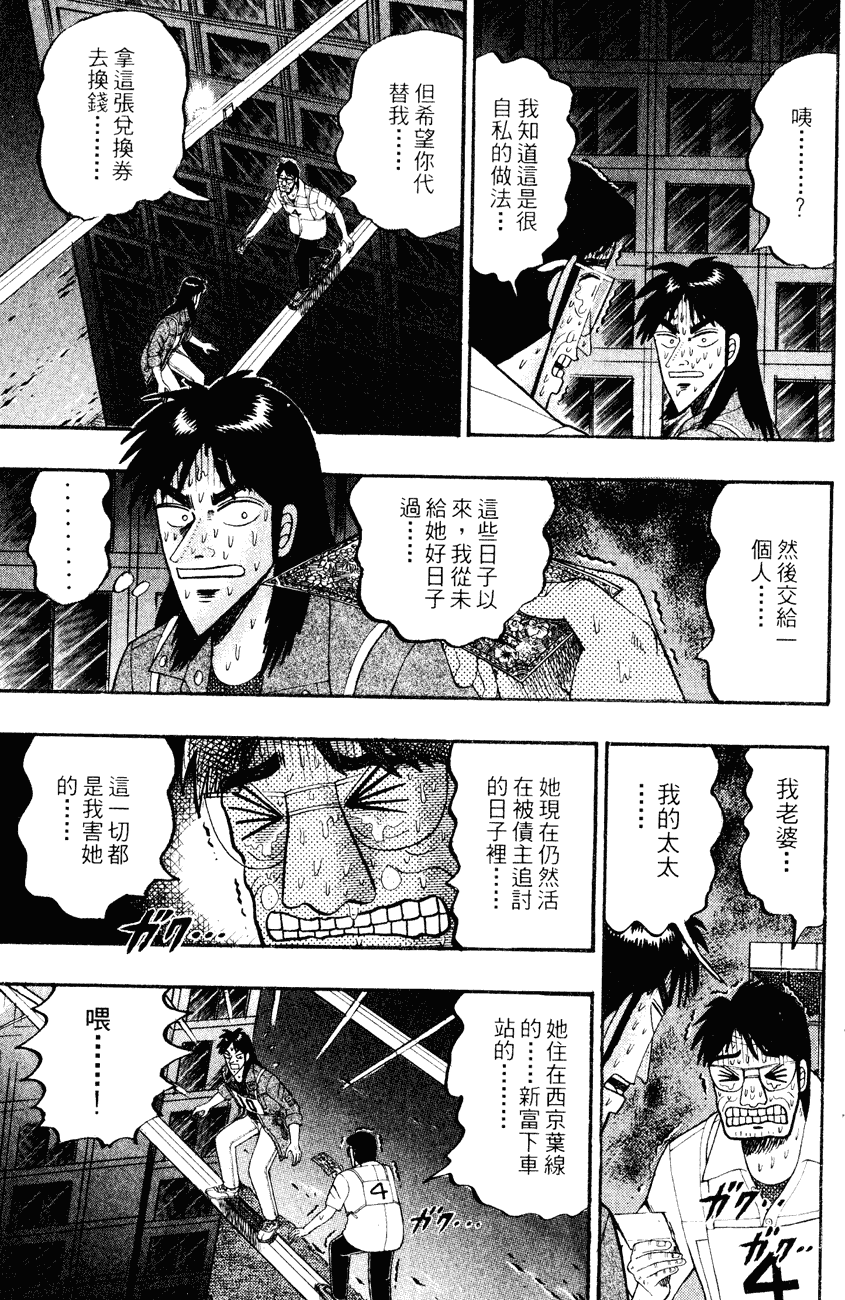 咦………?
我知道這是很
自私的做法…
但希望你代
替我……
拿這張兌換券
去換錢………
然後交給一
個人……
這些日子以
來，我從未
給她好日子
過……
………
我老婆…
我的太太
……
她現在仍然活
在被債主追討
的日子裡……
這一切都
是我害她
的……
ガク…
ガク…
ガク…
4
她住在西京葉線
的……新富下車
站的……
喂……!
4
ガク…